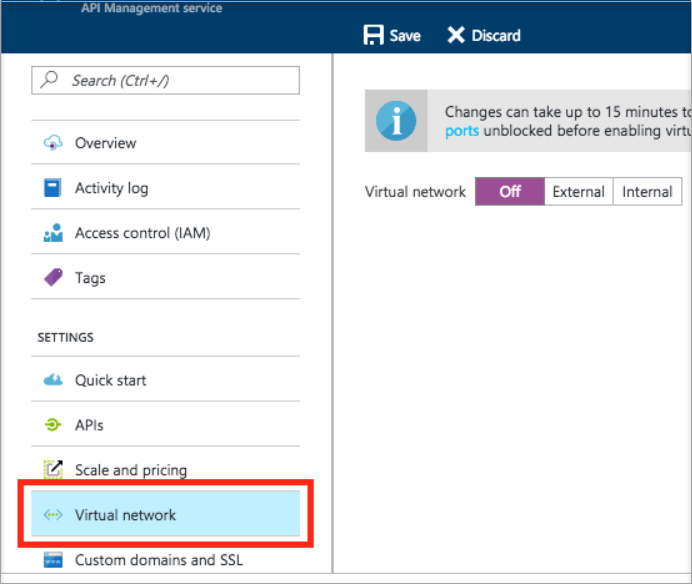 API Management service
Save Discard
Search (Ctrl+/)
Changes can take up to 15 minutes to
ports unblocked before enabling virtu
Overview
Virtual network Off External Internal
Activity log
Access control (IAM)
Tags
SETTINGS
Quick start
APIs
Scale and pricing
Virtual network
www Custom domains and SSL